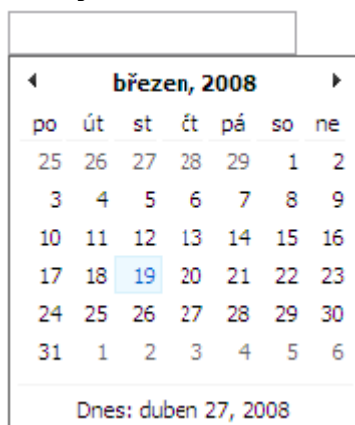 březen, 2008
po út st čt pá so ne
25 26 27 28 29 1 2
3 4 5 6 7 8 9
10 11 12 13 14 15 16
17 18 19 20 21 22 23
24 25 26 27 28 29 30
31 1 2 3 4 5 6
Dnes: duben 27, 2008